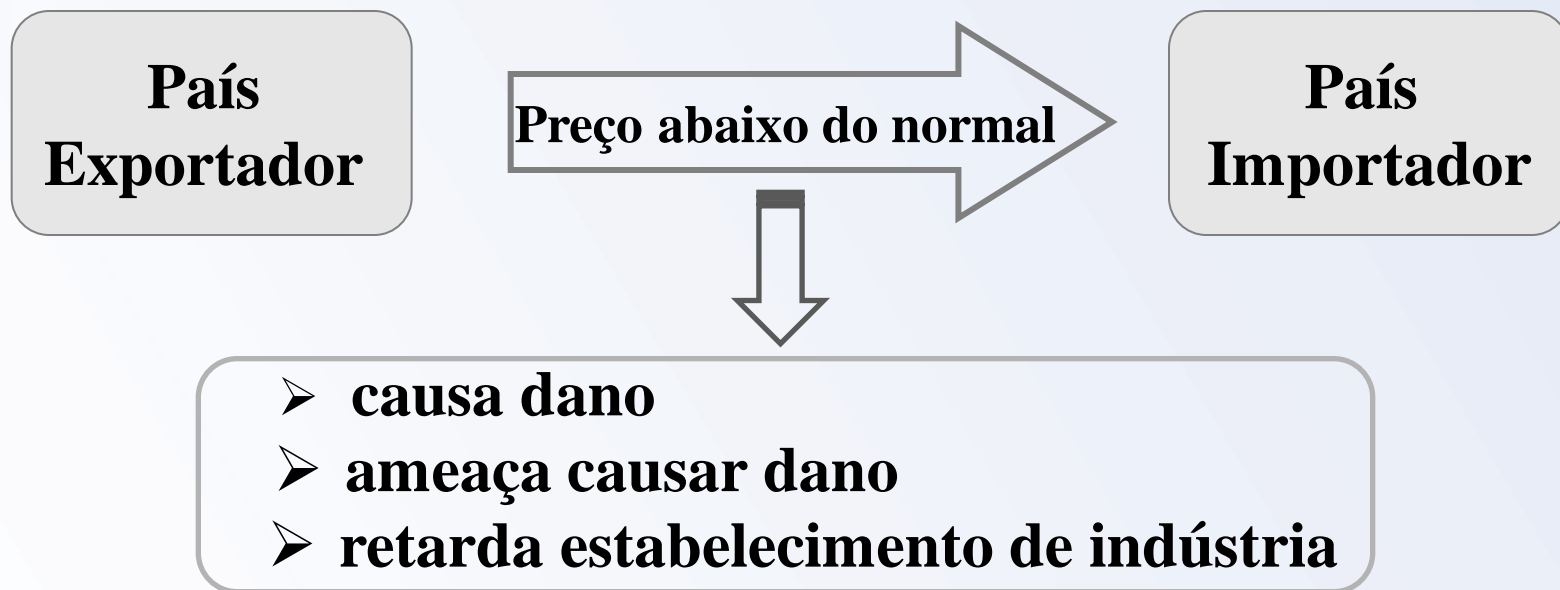 País
Exportador
Preço abaixo do normal
País
Importador
causa dano
ameaça causar dano
retarda estabelecimento de indústria